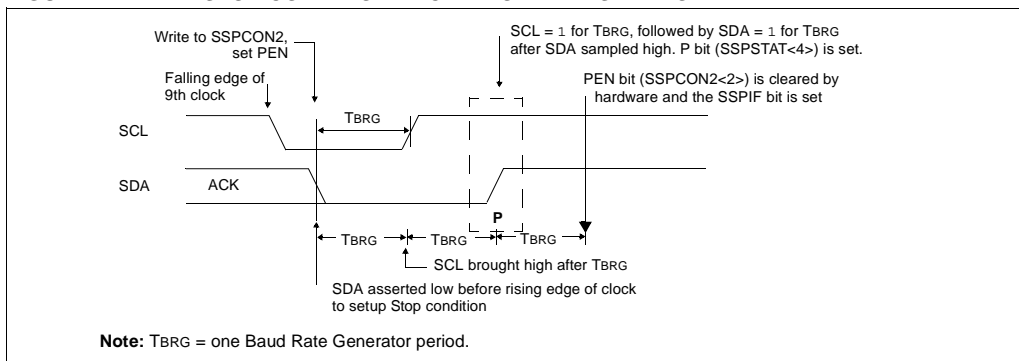 Write to SSPCON2,
set PEN
SCL = 1 for TBRG, followed by SDA = 1 for TBRG
after SDA sampled high. P bit (SSPSTAT<4>) is set.
Falling edge of
9th clock
PEN bit (SSPCON2<2>) is cleared by
hardware and the SSPIF bit is set
TBRG
SCL
SDA
ACK
P
TBRG
TBRG
TBRG
SCL brought high after TBRG
SDA asserted low before rising edge of clock
to setup Stop condition
Note: TBRG = one Baud Rate Generator period.